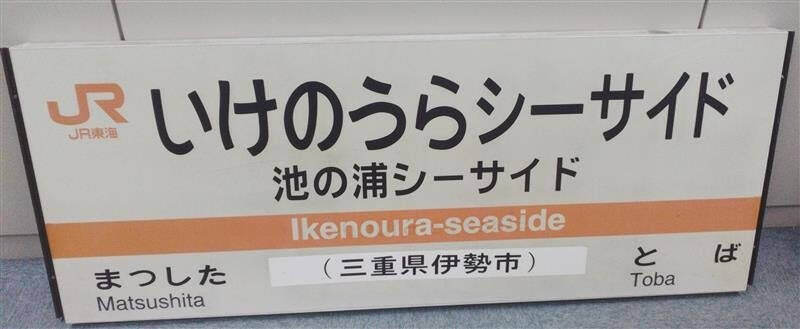 JR
JR東海
いけのうらシーサイド
池の浦シーサイド
Ikenoura-seaside
まつした
Matsushita
(三重県伊勢市)
とば
Toba